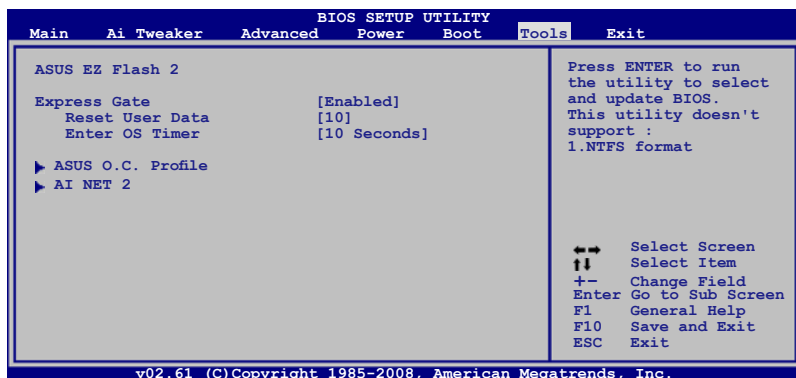 BIOS SETUP UTILITY
Main Ai Tweaker Advanced Power Boot Tools Exit
ASUS EZ Flash 2
Express Gate [Enabled]
Reset User Data [10]
Enter OS Timer [10 Seconds]
ASUS O.C. Profile
AI NET 2
Press ENTER to run
the utility to select
and update BIOS.
This utility doesn't
support :
1.NTFS format
Select Screen
Select Item
+- Change Field
Enter Go to Sub Screen
F1 General Help
F10 Save and Exit
ESC Exit
v02.61 (C)Copyright 1985-2008, American Megatrends, Inc.